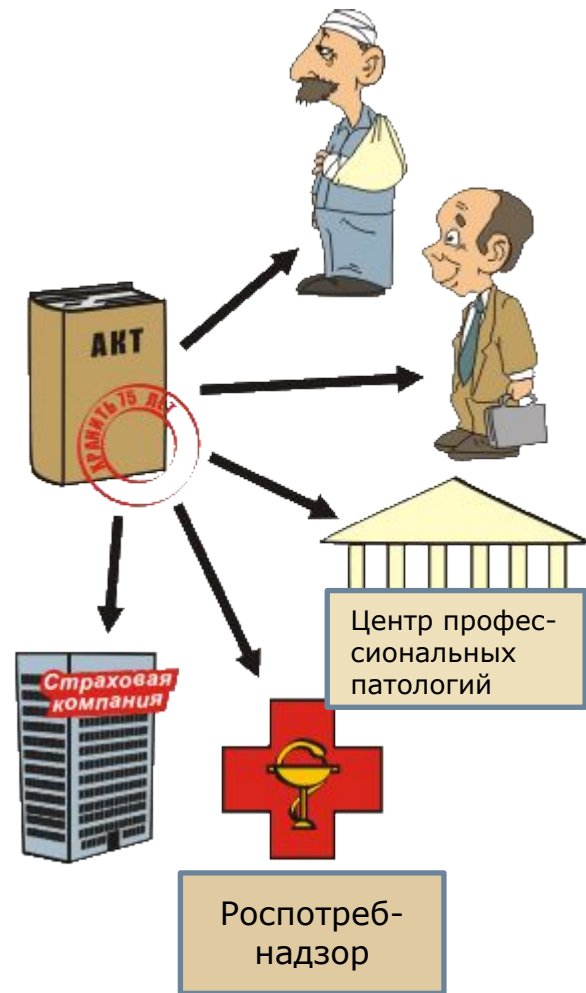 АКТ
ХРАНИТЬ 75 ЛЕТ
Центр профес-
сиональных
патологий
Страховая
компания
Роспотреб-
надзор